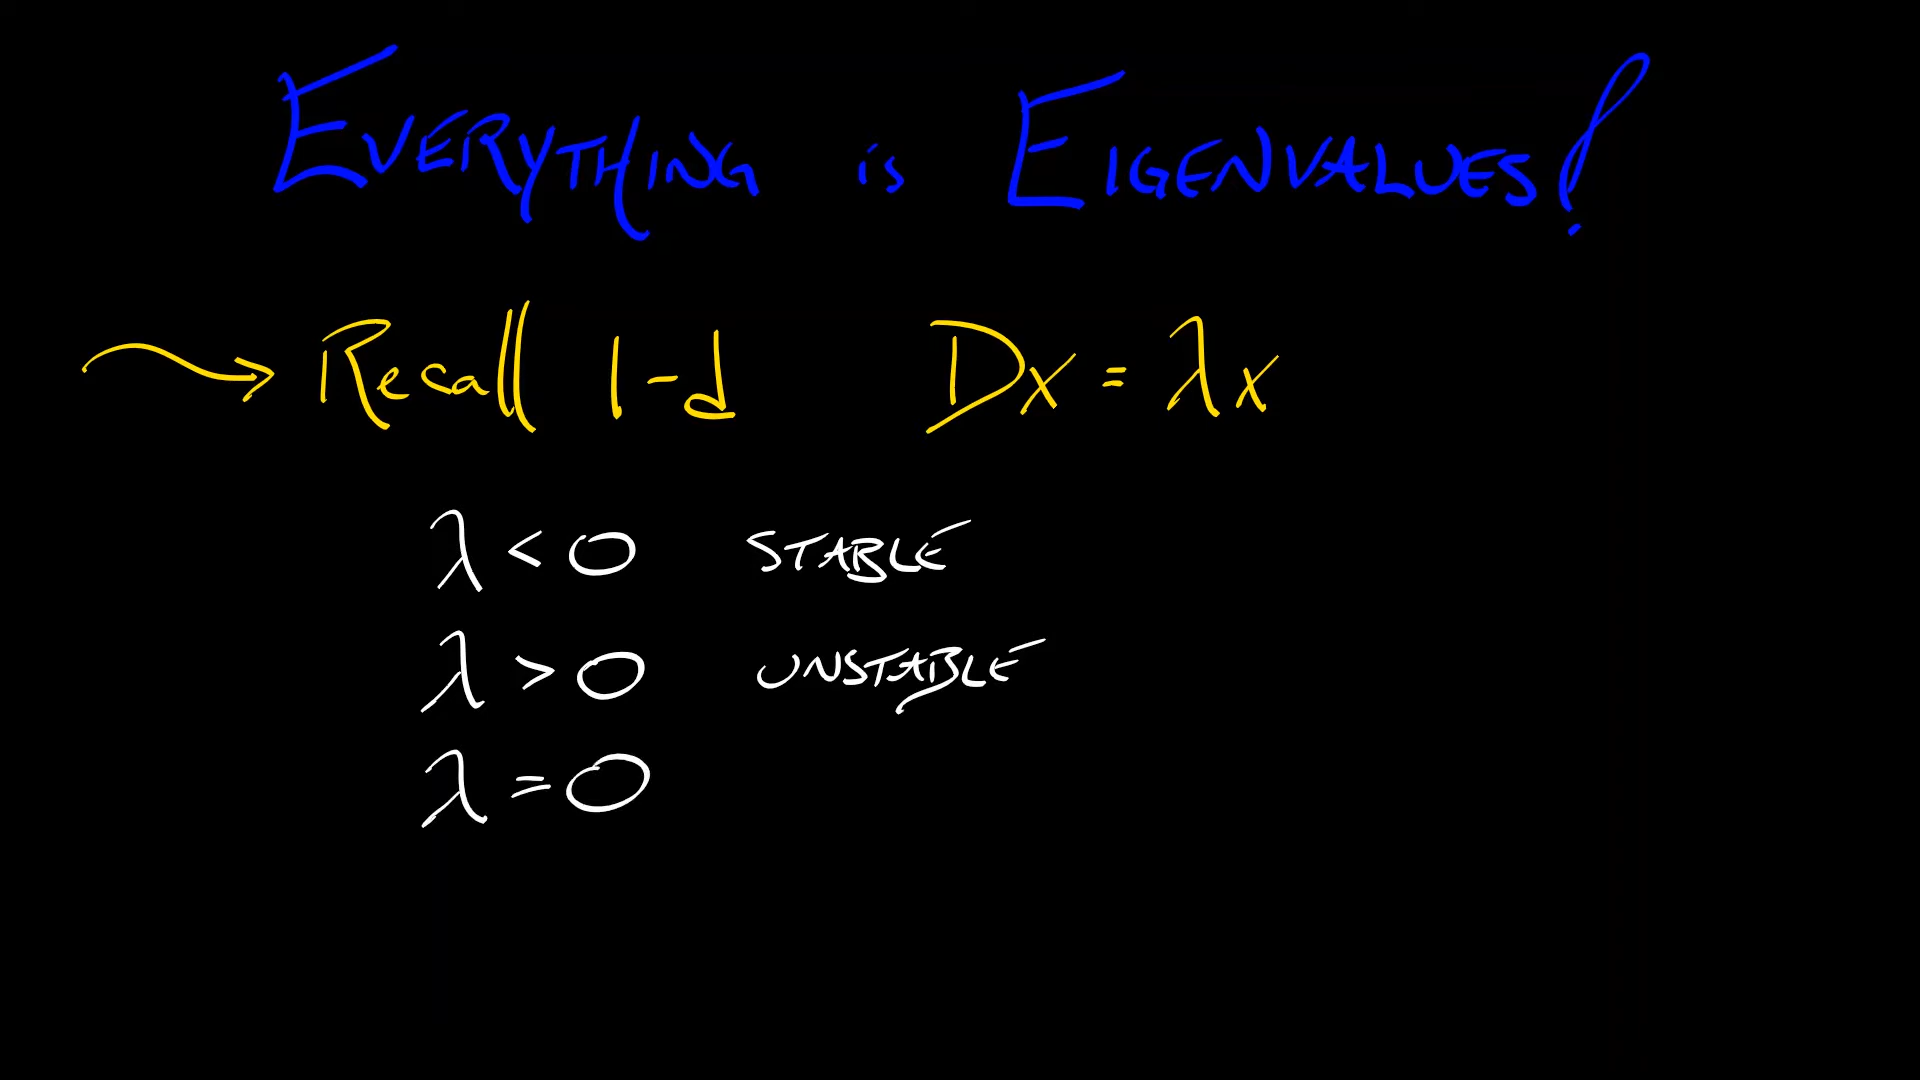 EVERYTHING is EIGENVALUES!
Recall 1-d Dx = λx
λ < 0 STABLE
λ > 0 UNSTABLE
λ = 0